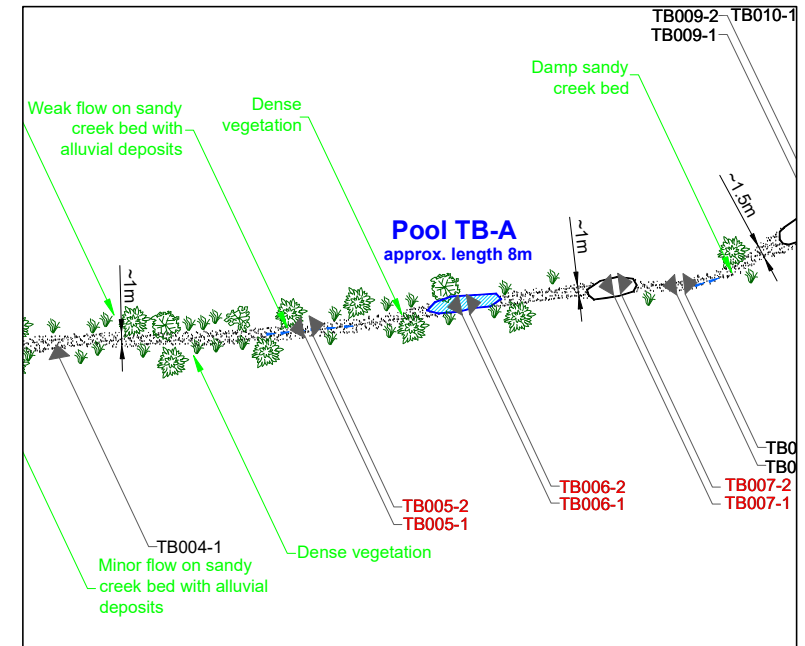 TB009-2 TB010-1
TB009-1
Damp sandy
creek bed
Weak flow on sandy
creek bed with
alluvial deposits
Dense
vegetation
~1.5m
Pool TB-A
approx. length 8m
~1m
~1m
TB0
TB0
TB007-2
TB007-1
TB006-2
TB006-1
TB005-2
TB005-1
TB004-1
Dense vegetation
Minor flow on sandy
creek bed with alluvial
deposits